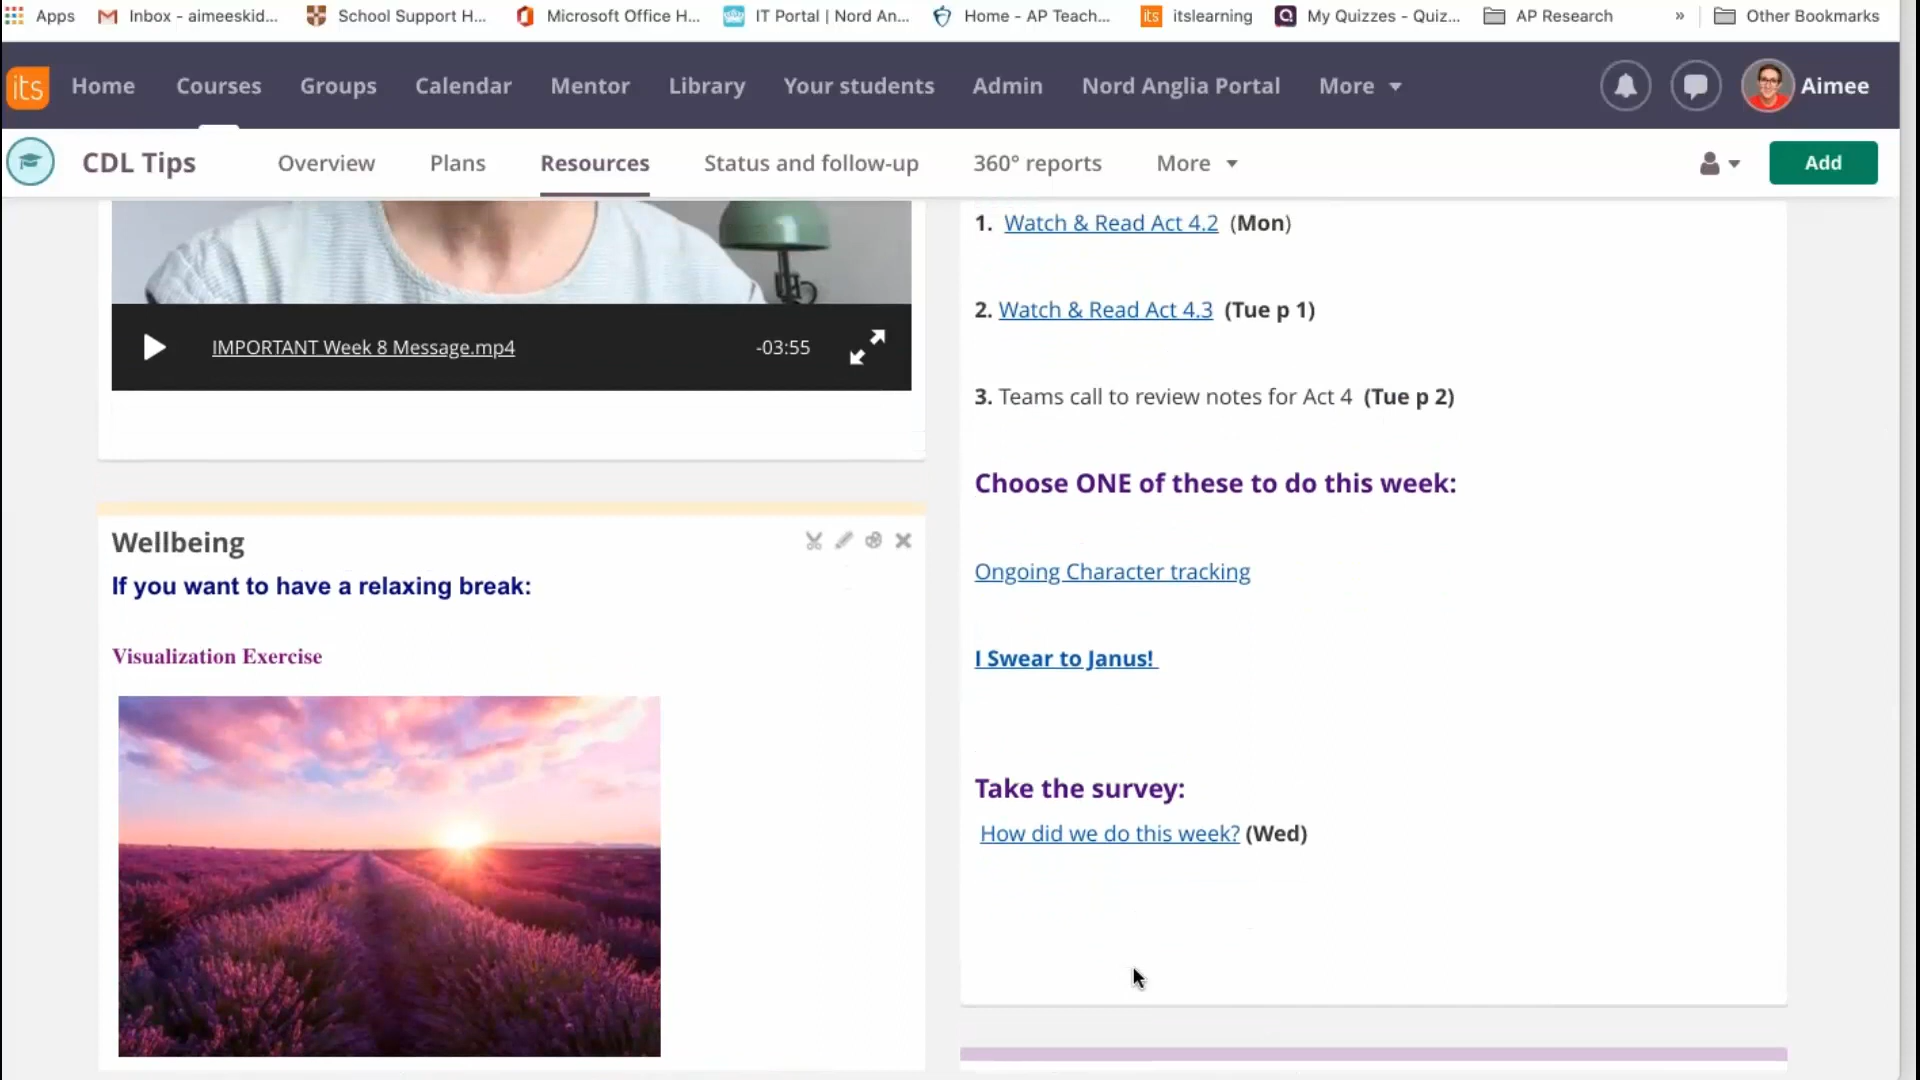 Apps
Inbox - aimeeskid...
School Support H...
Microsoft Office H...
IT Portal | Nord An...
Home - AP Teach...
its
itslearning
My Quizzes - Quiz...
AP Research
»
Other Bookmarks
its
Home
Courses
Groups
Calendar
Mentor
Library
Your students
Admin
Nord Anglia Portal
More
Aimee
CDL Tips
Overview
Plans
Resources
Status and follow-up
360° reports
More
Add
IMPORTANT Week 8 Message.mp4
-03:55
Wellbeing
If you want to have a relaxing break:
Visualization Exercise
1. Watch & Read Act 4.2 (Mon)
2. Watch & Read Act 4.3 (Tue p 1)
3. Teams call to review notes for Act 4 (Tue p 2)
Choose ONE of these to do this week:
Ongoing Character tracking
I Swear to Janus!
Take the survey:
How did we do this week? (Wed)